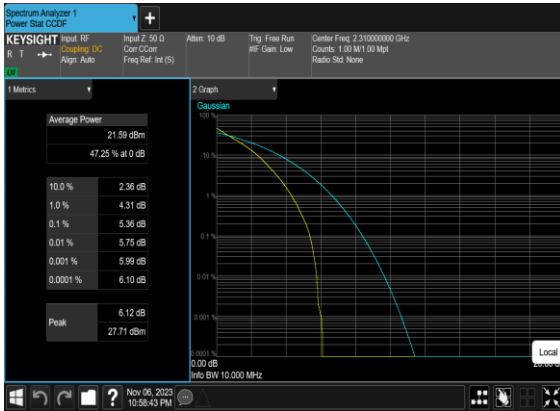 Spectrum Analyzer 1
Power Stat CCDF
KEYSIGHT
R T
Input: RF
Coupling: DC
Align: Auto
Input Z: 50 Ω
Corr CCorr
Freq Ref: Int (S)
Atten: 10 dB
Trig: Free Run
#IF Gain: Low
Center Freq: 2.310000000 GHz
Counts: 1.00 M/1.00 Mpt
Radio Std: None
1 Metrics
Average Power
21.59 dBm
47.25 % at 0 dB
10.0 % 2.36 dB
1.0 % 4.31 dB
0.1 % 5.36 dB
0.01 % 5.75 dB
0.001 % 5.99 dB
0.0001 % 6.10 dB
Peak
6.12 dB
27.71 dBm
2 Graph
Gaussian
100 %
10 %
1 %
0.1 %
0.01 %
0.001 %
0.0001 %
0.00 dB
Info BW 10.000 MHz
Local
?
Nov 06, 2023
10:58:43 PM